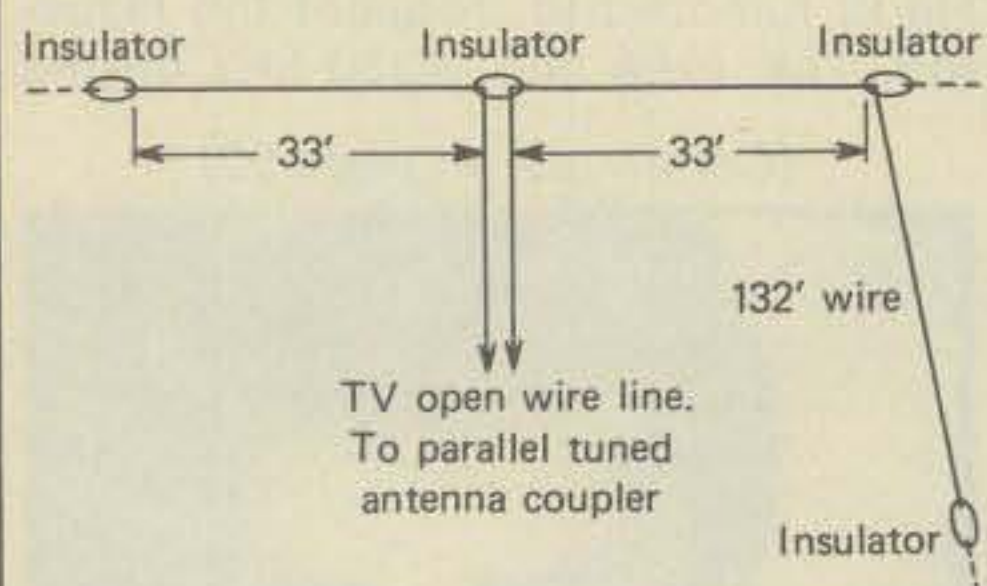 Insulator Insulator Insulator
33' 33'
132' wire
TV open wire line.
To parallel tuned
antenna coupler
Insulator